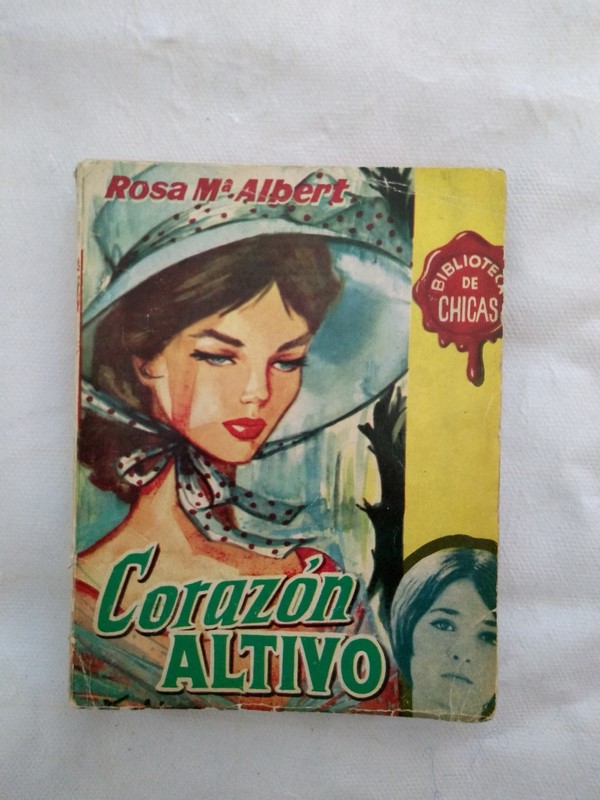 Rosa Mª Albert
BIBLIOTECA
DE
CHICAS
Corazón
ALTIVO